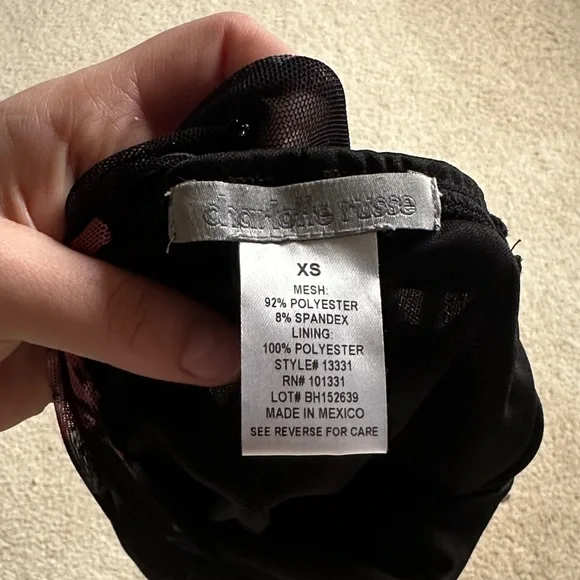 charlotte russe
XS
MESH:
92% POLYESTER
8% SPANDEX
LINING:
100% POLYESTER
STYLE# 13331
RN# 101331
LOT# BH152639
MADE IN MEXICO
SEE REVERSE FOR CARE